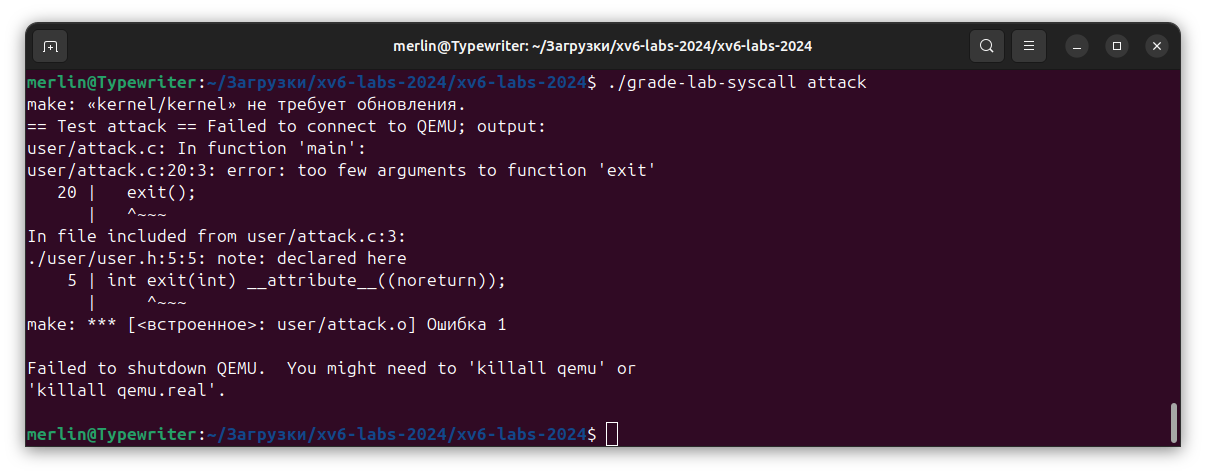 merlin@Typewriter: ~/Загрузки/xv6-labs-2024/xv6-labs-2024
merlin@Typewriter:~/Загрузки/xv6-labs-2024/xv6-labs-2024$ ./grade-lab-syscall attack
make: «kernel/kernel» не требует обновления.
== Test attack == Failed to connect to QEMU; output:
user/attack.c: In function 'main':
user/attack.c:20:3: error: too few arguments to function 'exit'
   20 |   exit();
      |   ^~~~
In file included from user/attack.c:3:
./user/user.h:5:5: note: declared here
    5 | int exit(int) __attribute__((noreturn));
      |     ^~~~
make: *** [<встроенное>: user/attack.o] Ошибка 1
Failed to shutdown QEMU.  You might need to 'killall qemu' or
'killall qemu.real'.
merlin@Typewriter:~/Загрузки/xv6-labs-2024/xv6-labs-2024$